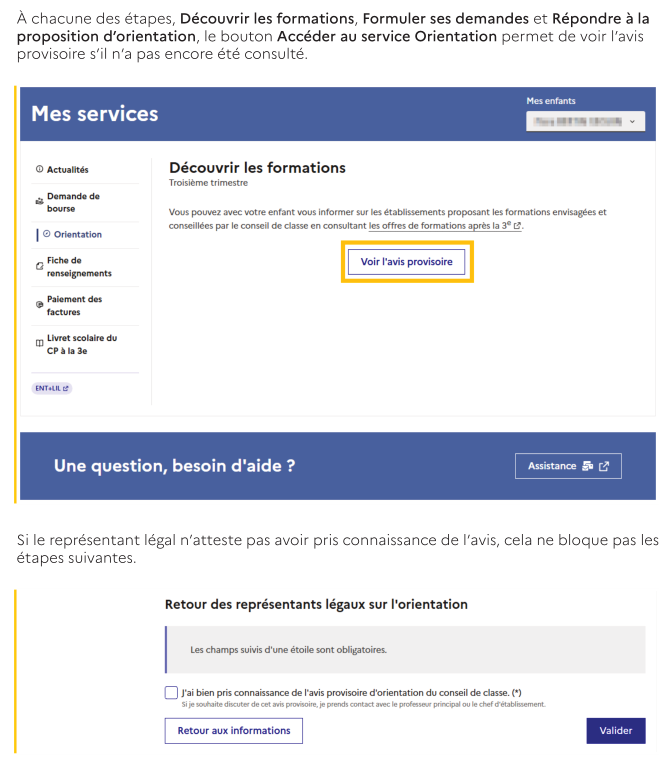 À chacune des étapes, Découvrir les formations, Formuler ses demandes et Répondre à la
proposition d'orientation, le bouton Accéder au service Orientation permet de voir l'avis
provisoire s'il n'a pas encore été consulté.
Mes services
Mes enfants
Actualités
Demande de
bourse
Orientation
Fiche de
renseignements
Paiement des
factures
Livret scolaire du
CP à la 3e
ENT+LIL
Découvrir les formations
Troisième trimestre
Vous pouvez avec votre enfant vous informer sur les établissements proposant les formations envisagées et
conseillées par le conseil de classe en consultant les offres de formations après la 3e.
Voir l'avis provisoire
Une question, besoin d'aide ?
Assistance
Si le représentant légal n'atteste pas avoir pris connaissance de l'avis, cela ne bloque pas les
étapes suivantes.
Retour des représentants légaux sur l'orientation
Les champs suivis d'une étoile sont obligatoires.
J'ai bien pris connaissance de l'avis provisoire d'orientation du conseil de classe. (*)
Si je souhaite discuter de cet avis provisoire, je prends contact avec le professeur principal ou le chef d'établissement.
Retour aux informations
Valider